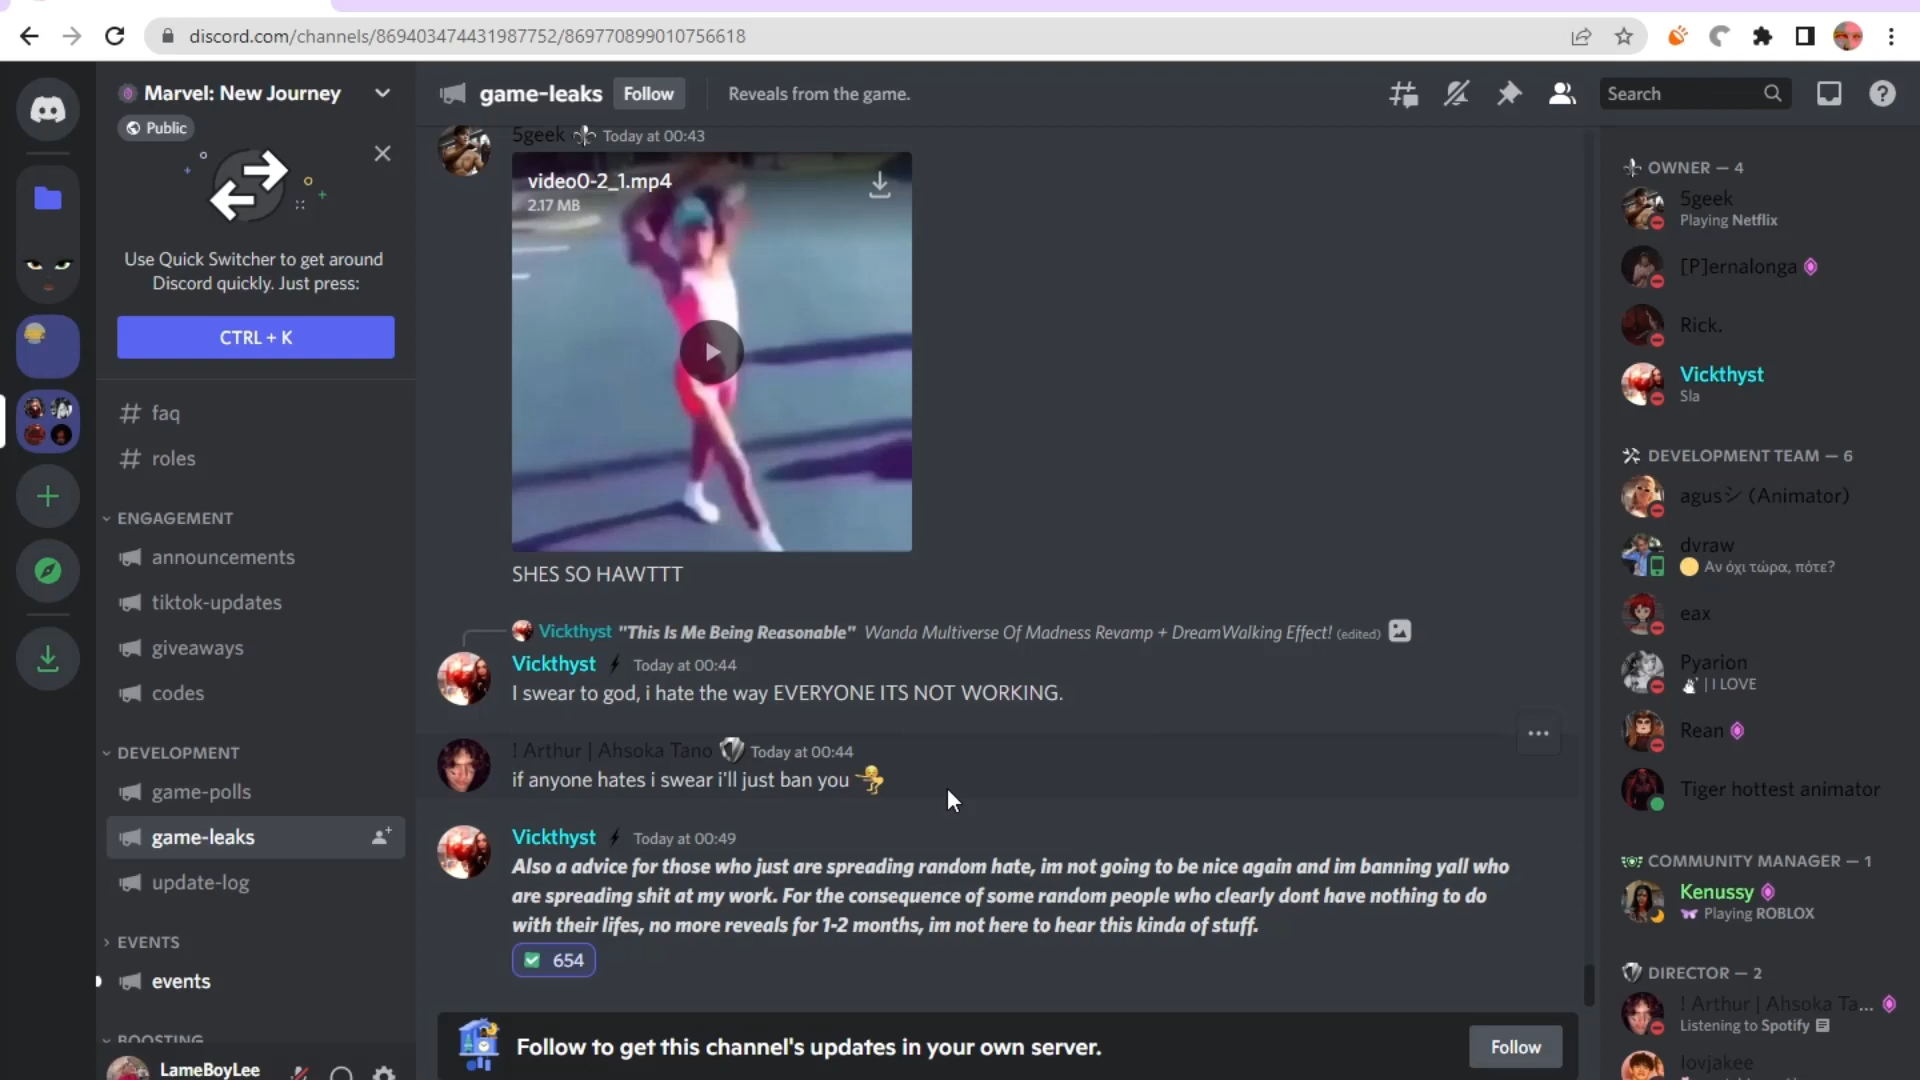 discord.com/channels/869403474431987752/869770899010756618
Marvel: New Journey
Public
Use Quick Switcher to get around
Discord quickly. Just press:
CTRL + K
faq
roles
ENGAGEMENT
announcements
tiktok-updates
giveaways
codes
DEVELOPMENT
game-polls
game-leaks
update-log
EVENTS
events
BOOSTING
LameBoyLee
game-leaks
Follow
Reveals from the game.
Search
5geek Today at 00:43
video0-2_1.mp4
2.17 MB
SHES SO HAWTTT
Vickthyst "This Is Me Being Reasonable" Wanda Multiverse Of Madness Revamp + DreamWalking Effect! (edited)
Vickthyst Today at 00:44
I swear to god, i hate the way EVERYONE ITS NOT WORKING.
! Arthur | Ahsoka Tano Today at 00:44
if anyone hates i swear i'll just ban you
Vickthyst Today at 00:49
Also a advice for those who just are spreading random hate, im not going to be nice again and im banning yall who
are spreading shit at my work. For the consequence of some random people who clearly dont have nothing to do
with their lifes, no more reveals for 1-2 months, im not here to hear this kinda of stuff.
654
Follow to get this channel's updates in your own server.
Follow
OWNER — 4
5geek
Playing Netflix
[P]ernalonga
Rick.
Vickthyst
Sla
DEVELOPMENT TEAM — 6
agusシ (Animator)
dvraw
Αν όχι τώρα, πότε?
eax
Pyarion
| I LOVE
Rean
Tiger hottest animator
COMMUNITY MANAGER — 1
Kenussy
Playing ROBLOX
DIRECTOR — 2
! Arthur | Ahsoka Ta...
Listening to Spotify
lovjakee